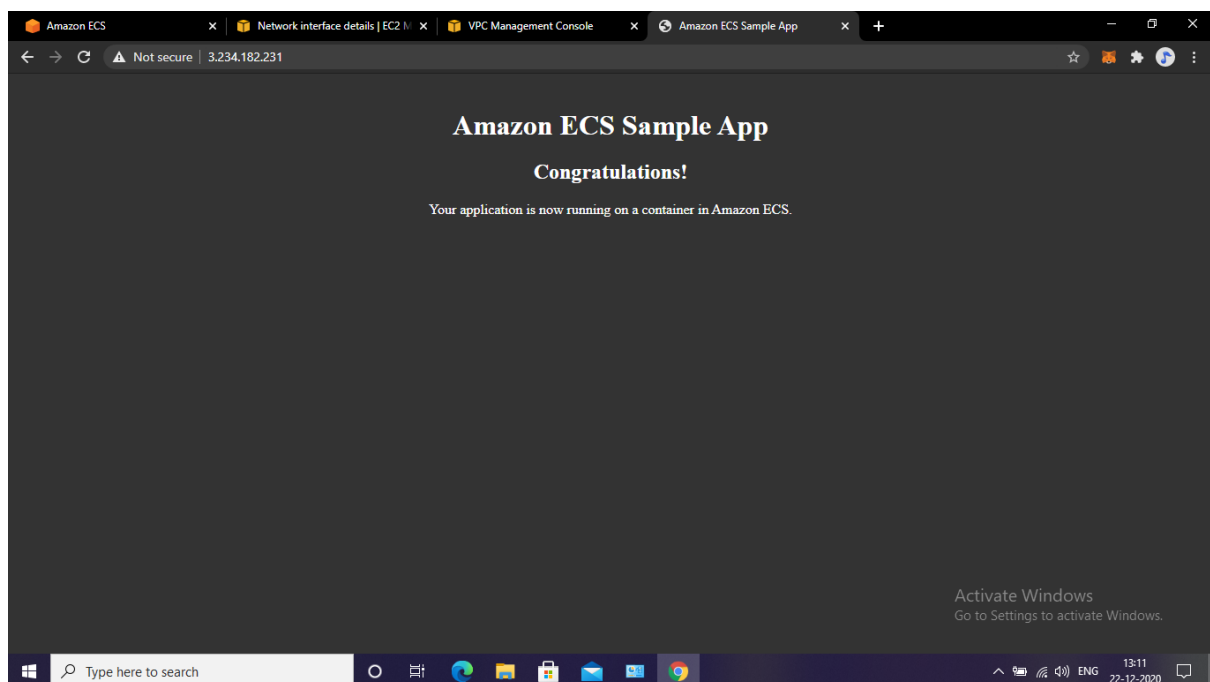 Amazon ECS
Network interface details | EC2 M
VPC Management Console
Amazon ECS Sample App
Not secure | 3.234.182.231
Amazon ECS Sample App
Congratulations!
Your application is now running on a container in Amazon ECS.
Activate Windows
Go to Settings to activate Windows.
Type here to search
ENG
13:11
22-12-2020